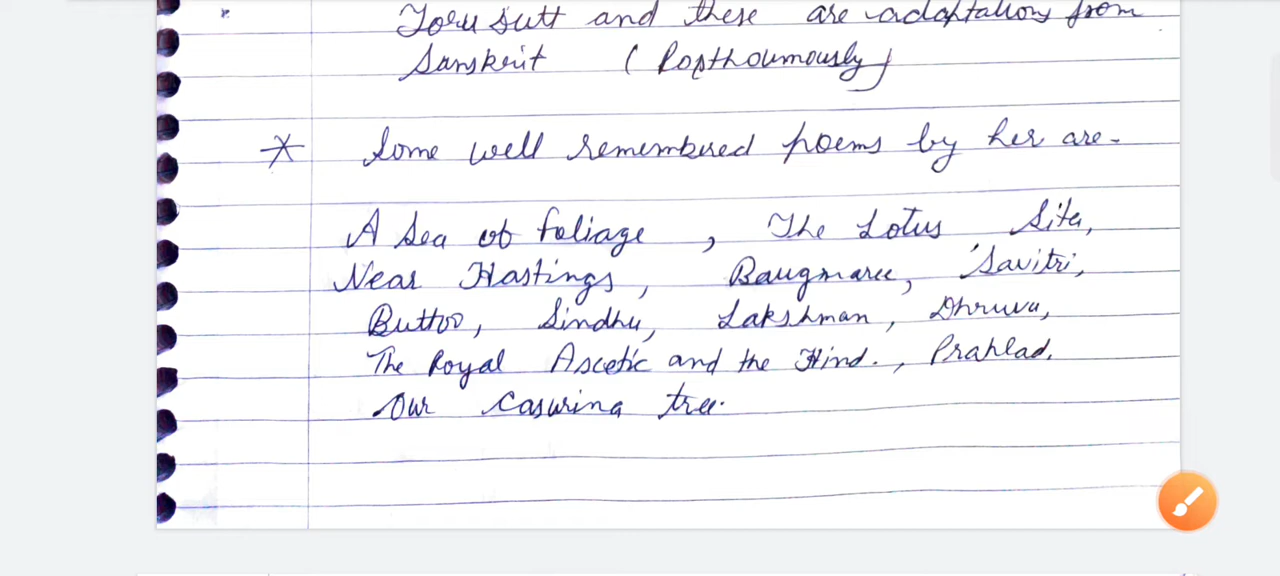 Toru Dutt and these are adaptations from
Sanskrit (Popthoumously)
* Some well remembered poems by her are-
A Sea of foliage, The Lotus Sita,
Near Hastings, Baugmaree, Savitri,
Buttoo, Sindhu, Lakshman, Dhruva,
The Royal Ascetic and the Hind., Prahlad.
Our casurina tree.